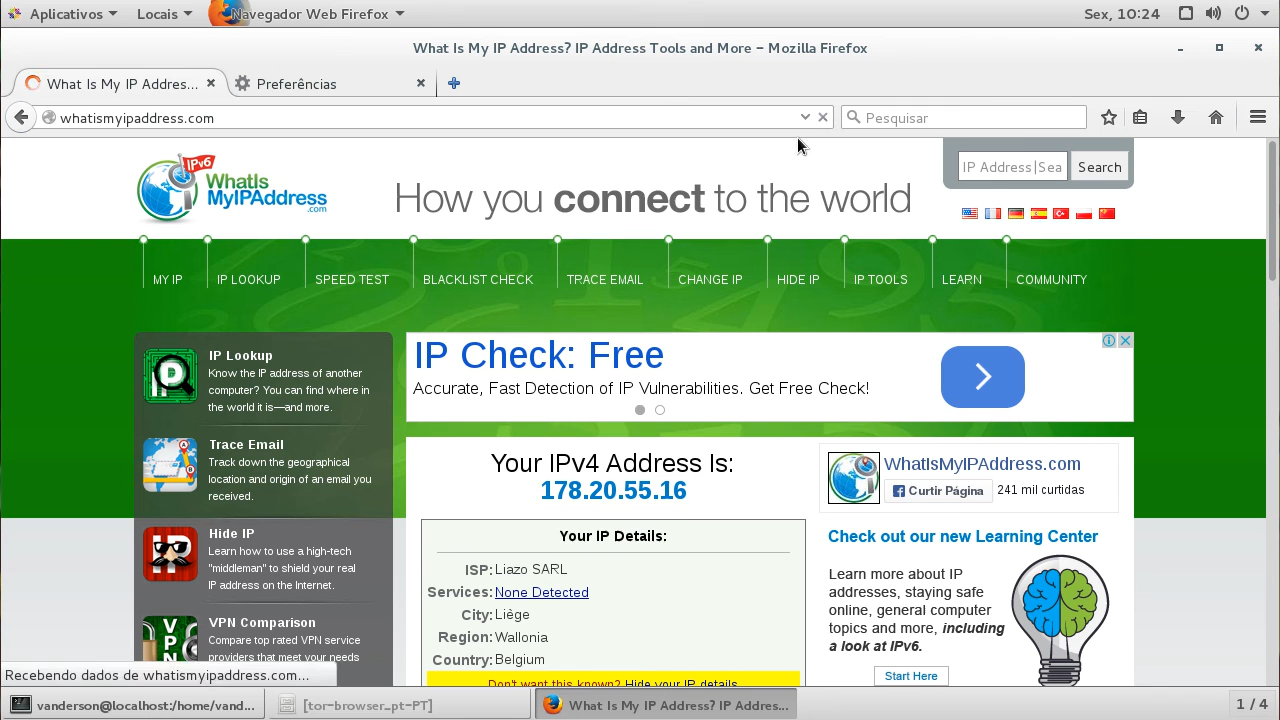 Aplicativos Locais Navegador Web Firefox Sex, 10:24
What Is My IP Address? IP Address Tools and More – Mozilla Firefox
What Is My IP Addres... Preferências
whatismyipaddress.com Pesquisar
IPv6
WhatIs
MyIPAddress
.com
How you connect to the world
IP Address|Sea Search
MY IP IP LOOKUP SPEED TEST BLACKLIST CHECK TRACE EMAIL CHANGE IP HIDE IP IP TOOLS LEARN COMMUNITY
IP Lookup
Know the IP address of another
computer? You can find where in
the world it is—and more.
Trace Email
Track down the geographical
location and origin of an email you
received.
Hide IP
Learn how to use a high-tech
"middleman" to shield your real
IP address on the Internet.
VPN
VPN Comparison
Compare top rated VPN service
providers that meet your needs
IP Check: Free
Accurate, Fast Detection of IP Vulnerabilities. Get Free Check!
Your IPv4 Address Is:
178.20.55.16
Your IP Details:
ISP: Liazo SARL
Services: None Detected
City: Liège
Region: Wallonia
Country: Belgium
Don't want this known? Hide your IP details
WhatIsMyIPAddress.com
Curtir Página 241 mil curtidas
Check out our new Learning Center
Learn more about IP
addresses, staying safe
online, general computer
topics and more, including
a look at IPv6.
Start Here
Recebendo dados de whatismyipaddress.com...
vanderson@localhost:/home/vand... [tor-browser_pt-PT] What Is My IP Address? IP Addres... 1 / 4